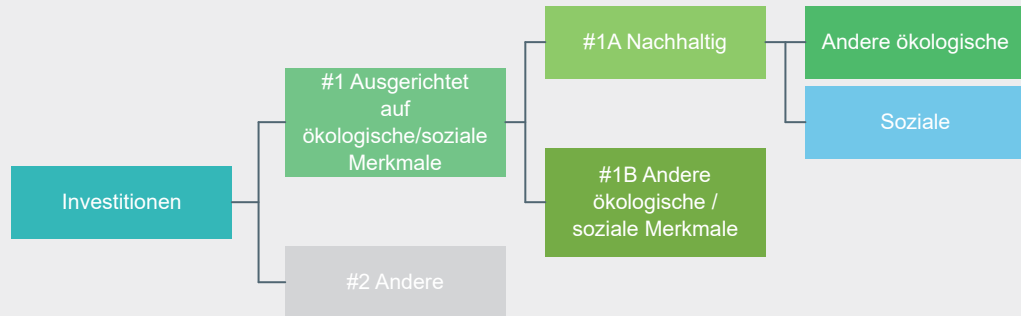 Investitionen
#1 Ausgerichtet
auf
ökologische/soziale
Merkmale
#2 Andere
#1A Nachhaltig
#1B Andere
ökologische /
soziale Merkmale
Andere ökologische
Soziale